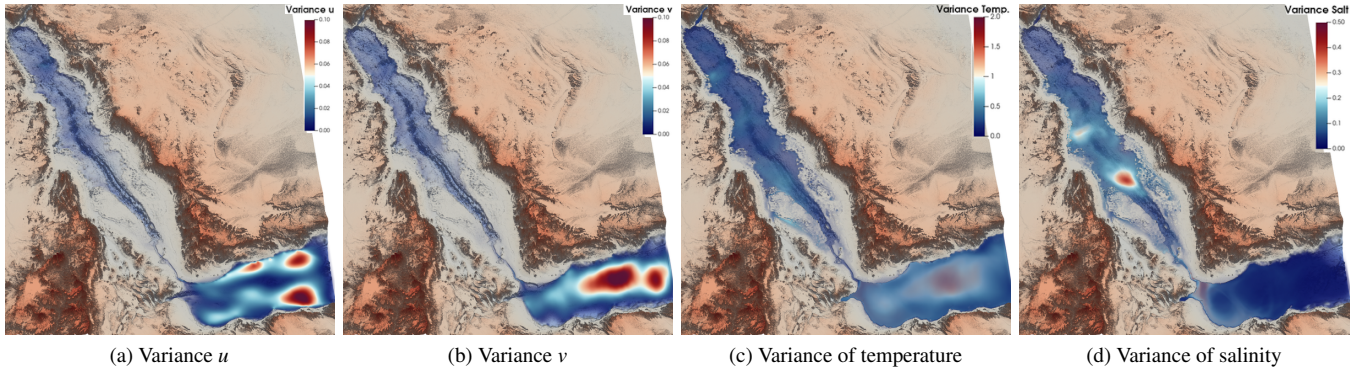 Variance u
0.10
0.08
0.06
0.04
0.02
0.00
Variance v
0.10
0.08
0.06
0.04
0.02
0.00
Variance Temp.
2.0
1.5
1
0.5
0.0
Variance Salt
0.50
0.4
0.3
0.2
0.1
0.00
(a) Variance u
(b) Variance v
(c) Variance of temperature
(d) Variance of salinity